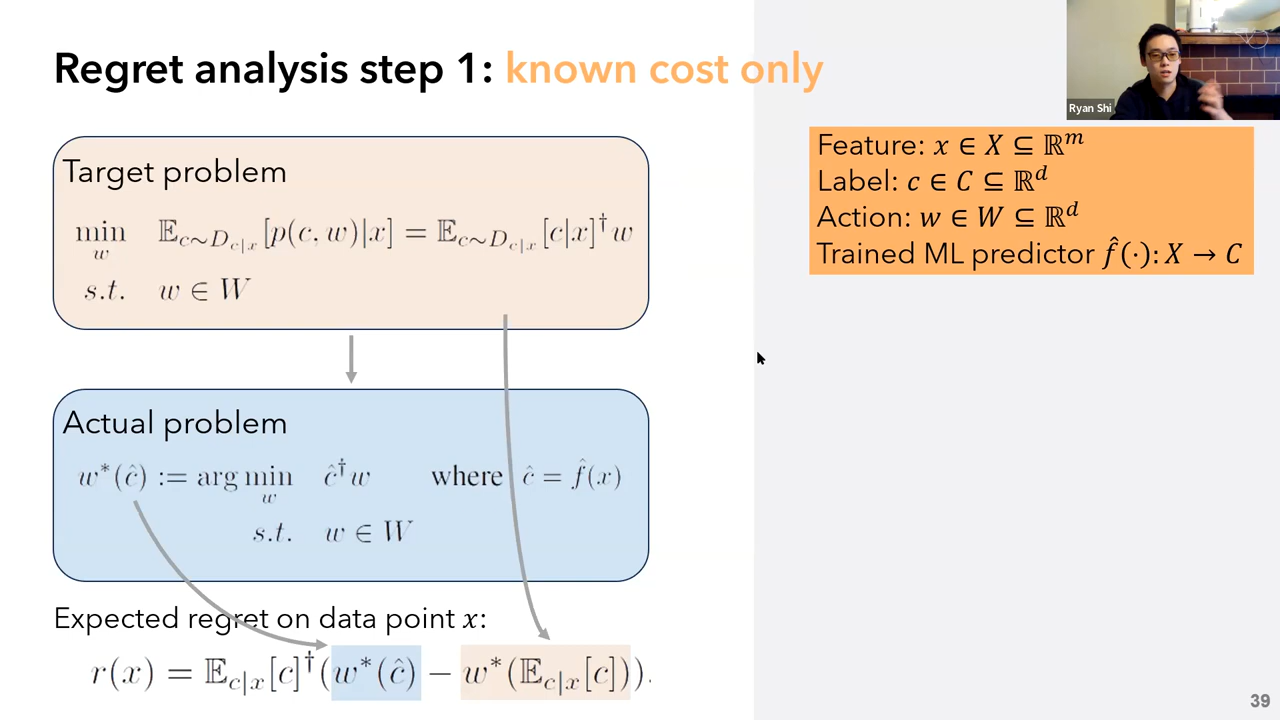 Regret analysis step 1: known cost only
Ryan Shi
Target problem
min_w 𝔼_{c∼D_{c|x}}[p(c, w)|x] = 𝔼_{c∼D_{c|x}}[c|x]†w
s.t. w ∈ W
Feature: x ∈ X ⊆ ℝ^m
Label: c ∈ C ⊆ ℝ^d
Action: w ∈ W ⊆ ℝ^d
Trained ML predictor f̂(·): X → C
Actual problem
w*(ĉ) := arg min_w ĉ†w where ĉ = f̂(x)
s.t. w ∈ W
Expected regret on data point x:
r(x) = 𝔼_{c|x}[c]†(w*(ĉ) − w*(𝔼_{c|x}[c])).
39